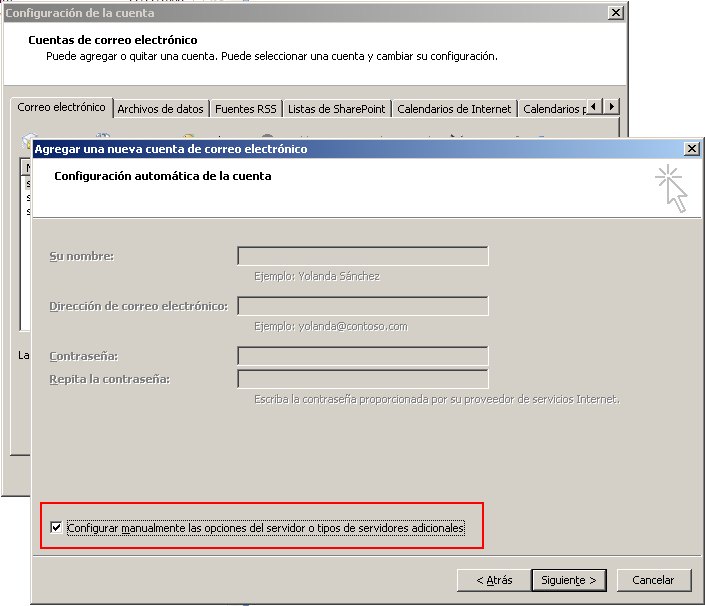 Configuración de la cuenta
Cuentas de correo electrónico
Puede agregar o quitar una cuenta. Puede seleccionar una cuenta y cambiar su configuración.
Correo electrónico Archivos de datos Fuentes RSS Listas de SharePoint Calendarios de Internet Calendarios
Agregar una nueva cuenta de correo electrónico
Configuración automática de la cuenta
Su nombre:
Ejemplo: Yolanda Sánchez
Dirección de correo electrónico:
Ejemplo: yolanda@contoso.com
La
Contraseña:
Repita la contraseña:
Escriba la contraseña proporcionada por su proveedor de servicios Internet.
Configurar manualmente las opciones del servidor o tipos de servidores adicionales
< Atrás Siguiente > Cancelar